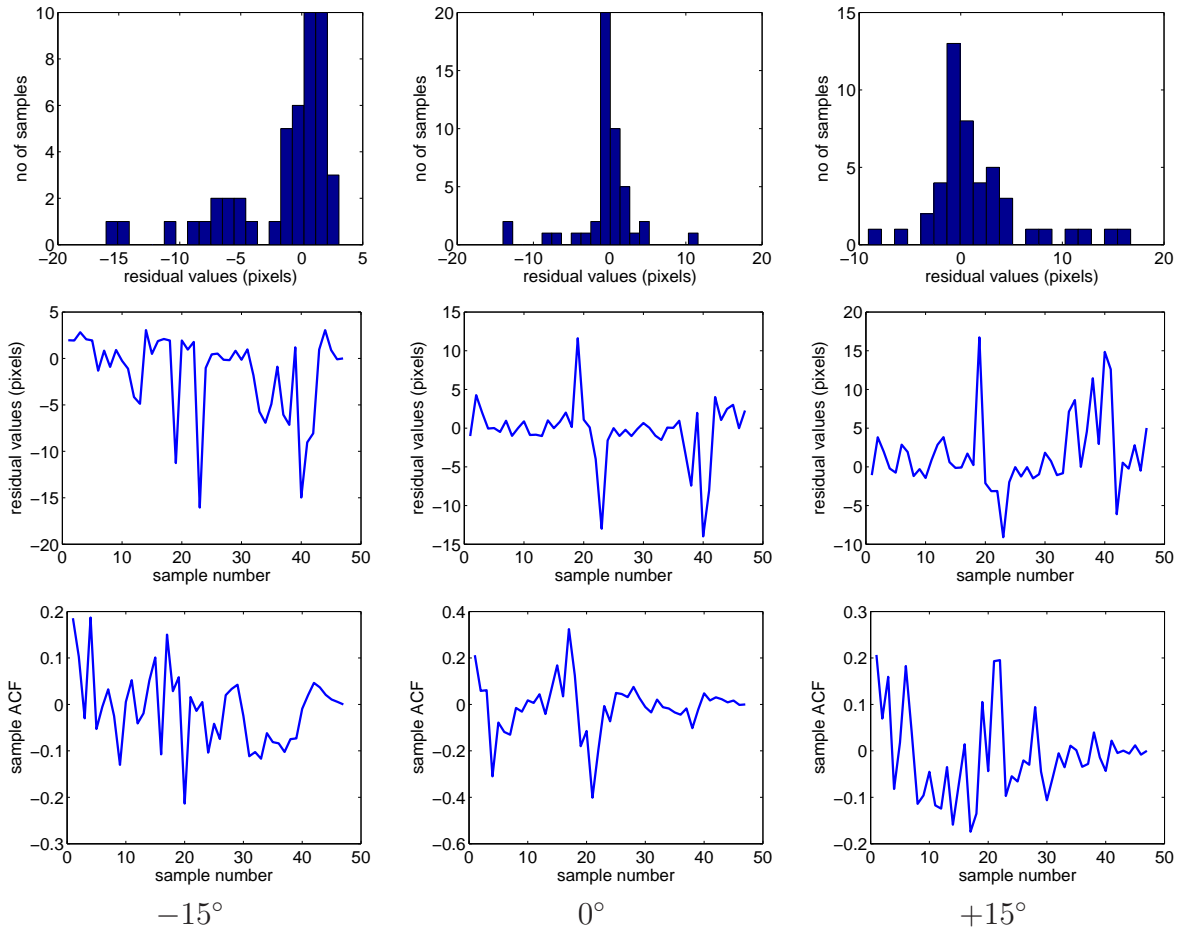 10
8
6
4
2
0
−20 −15 −10 −5 0 5
no of samples
residual values (pixels)
20
15
10
5
0
−20 −10 0 10 20
no of samples
residual values (pixels)
15
10
5
0
−10 0 10 20
no of samples
residual values (pixels)
5
0
−5
−10
−15
−20
0 10 20 30 40 50
residual values (pixels)
sample number
15
10
5
0
−5
−10
−15
0 10 20 30 40 50
residual values (pixels)
sample number
20
15
10
5
0
−5
−10
0 10 20 30 40 50
residual values (pixels)
sample number
0.2
0.1
0
−0.1
−0.2
−0.3
0 10 20 30 40 50
sample ACF
sample number
0.4
0.2
0
−0.2
−0.4
−0.6
0 10 20 30 40 50
sample ACF
sample number
0.3
0.2
0.1
0
−0.1
−0.2
0 10 20 30 40 50
sample ACF
sample number
−15° 0° +15°